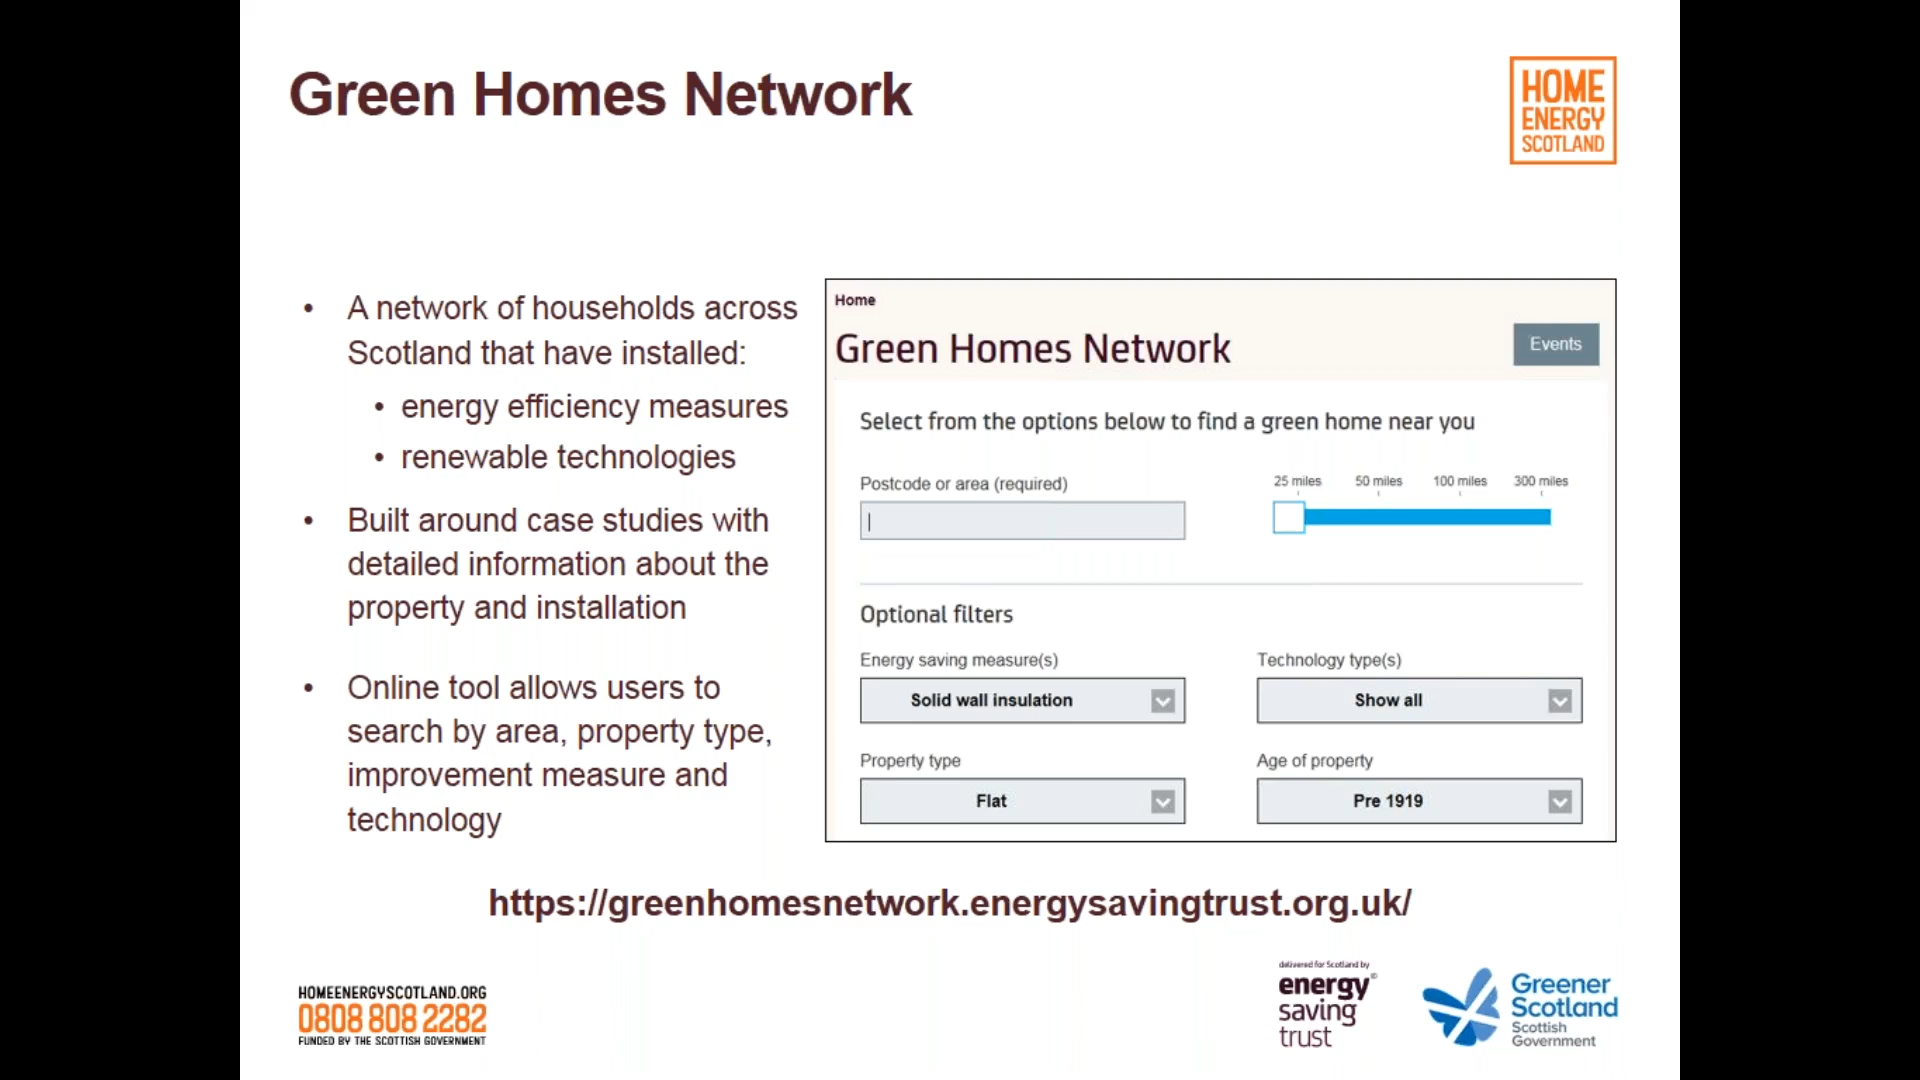 Green Homes Network
HOME
ENERGY
SCOTLAND
• A network of households across
Scotland that have installed:
• energy efficiency measures
• renewable technologies
• Built around case studies with
detailed information about the
property and installation
• Online tool allows users to
search by area, property type,
improvement measure and
technology
Home
Green Homes Network
Events
Select from the options below to find a green home near you
Postcode or area (required)
25 miles 50 miles 100 miles 300 miles
Optional filters
Energy saving measure(s) Technology type(s)
Solid wall insulation Show all
Property type Age of property
Flat Pre 1919
https://greenhomesnetwork.energysavingtrust.org.uk/
HOMEENERGYSCOTLAND.ORG
0808 808 2282
FUNDED BY THE SCOTTISH GOVERNMENT
delivered for Scotland by
energy
saving
trust
Greener
Scotland
Scottish
Government